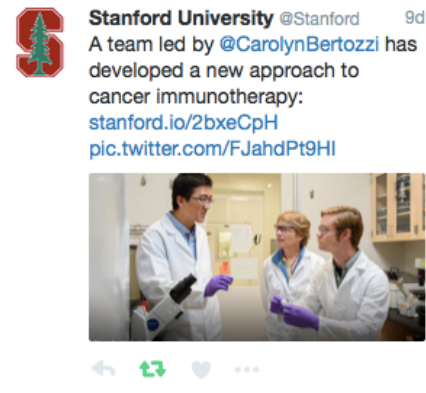 Stanford University @Stanford 9d
A team led by @CarolynBertozzi has
developed a new approach to
cancer immunotherapy:
stanford.io/2bxeCpH
pic.twitter.com/FJahdPt9HI
S